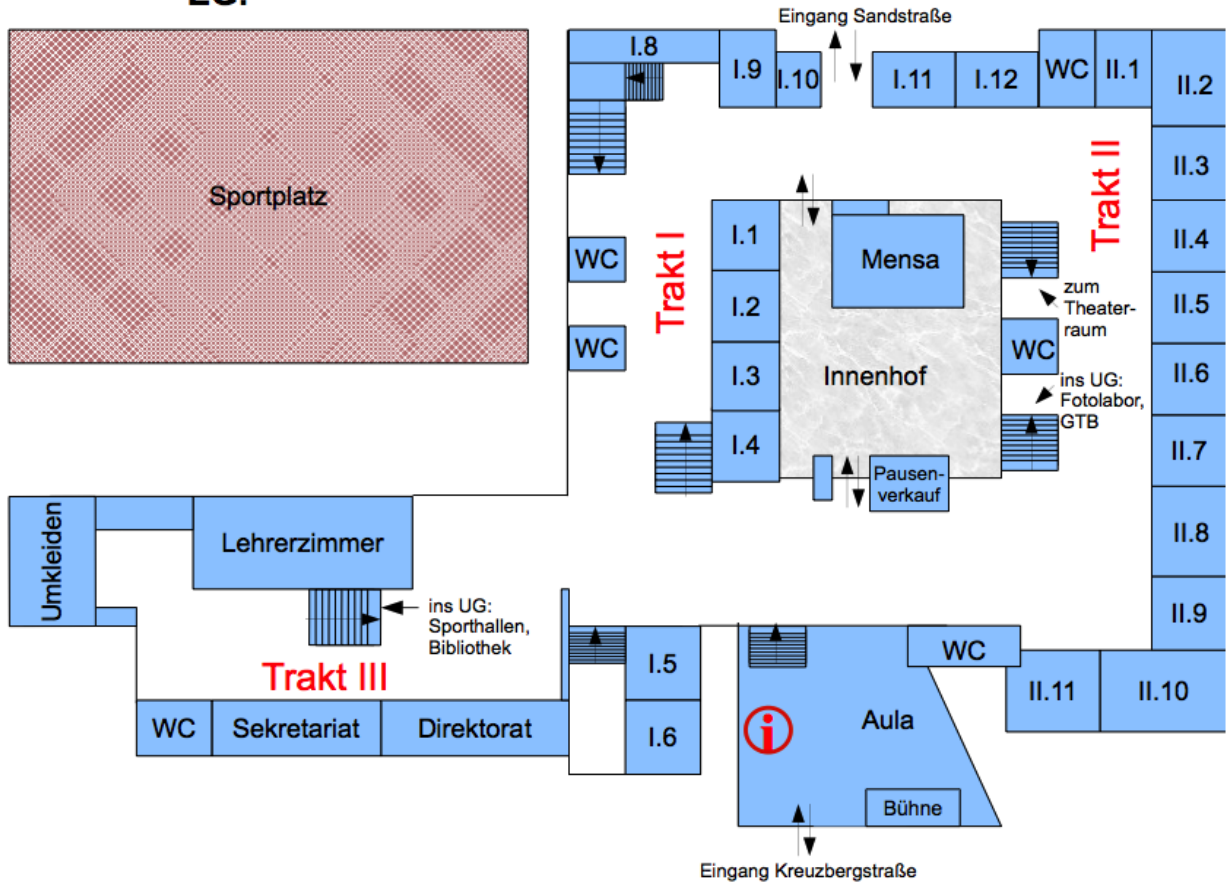 EG:
Eingang Sandstraße
I.8
I.9
I.10
I.11
I.12
WC
II.1
II.2
Sportplatz
II.3
Trakt I
Trakt II
I.1
Mensa
II.4
WC
zum
Theater-
raum
I.2
II.5
WC
I.3
Innenhof
WC
II.6
ins UG:
Fotolabor,
GTB
I.4
II.7
Pausen-
verkauf
Umkleiden
Lehrerzimmer
II.8
ins UG:
Sporthallen,
Bibliothek
II.9
Trakt III
I.5
WC
II.11
II.10
WC
Sekretariat
Direktorat
I.6
i
Aula
Bühne
Eingang Kreuzbergstraße